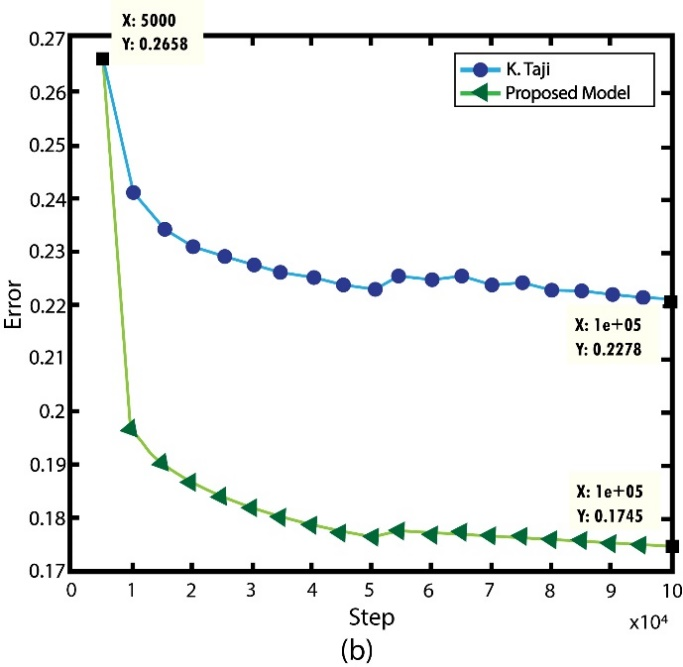 X: 5000
Y: 0.2658
0.27
0.26
0.25
0.24
0.23
0.22
0.21
0.2
0.19
0.18
0.17
Error
K. Taji
Proposed Model
X: 1e+05
Y: 0.2278
X: 1e+05
Y: 0.1745
0 1 2 3 4 5 6 7 8 9 10
Step
x10⁴
(b)